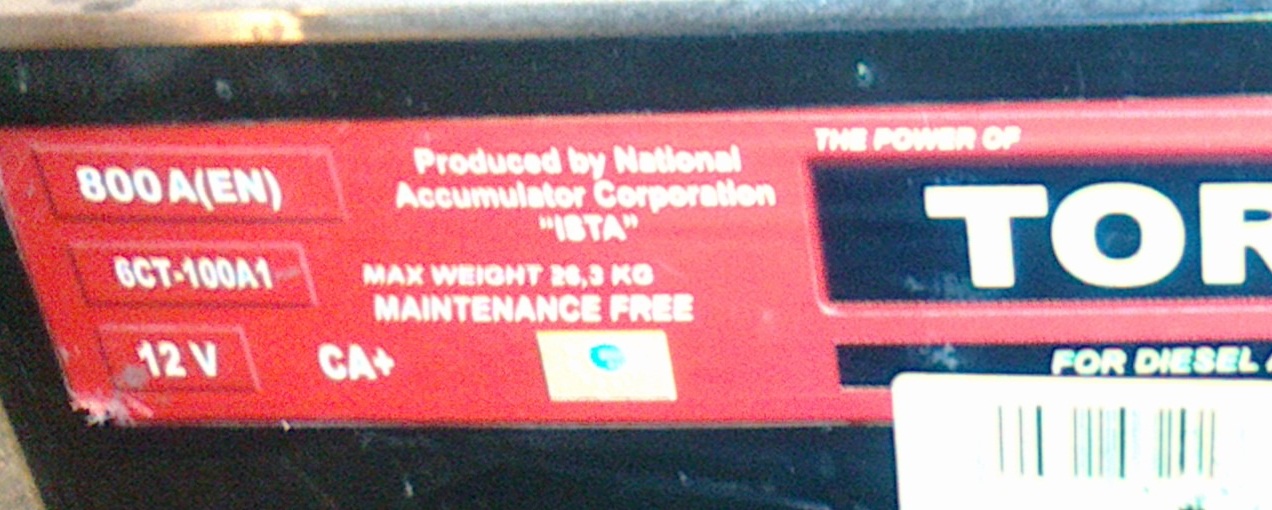 800 A(EN)
6CT-100A1
12 V
CA+
Produced by National
Accumulator Corporation
"ISTA"
MAX WEIGHT 26,3 KG
MAINTENANCE FREE
THE POWER OF
TOR
FOR DIESEL